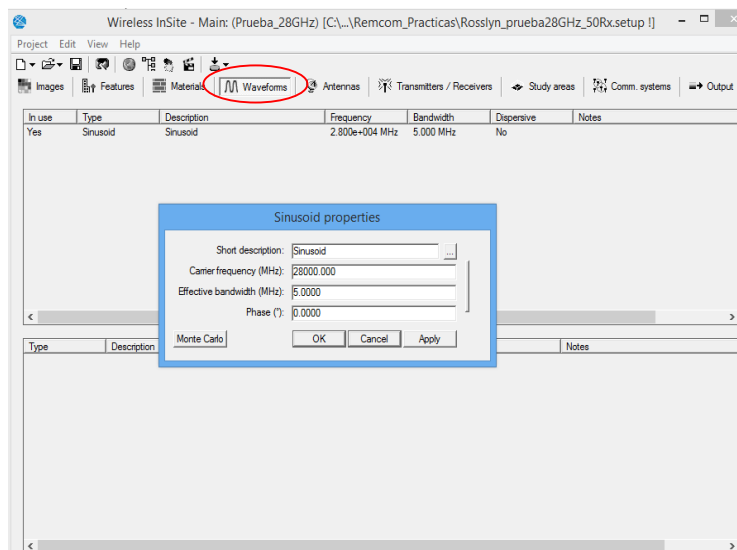 Wireless InSite - Main: (Prueba_28GHz) [C:\...\Remcom_Practicas\Rosslyn_prueba28GHz_50Rx.setup !]
Project Edit View Help
Images Features Materials Waveforms Antennas Transmitters / Receivers Study areas Comm. systems Output
In use Type Description Frequency Bandwidth Dispersive Notes
Yes Sinusoid Sinusoid 2.800e+004 MHz 5.000 MHz No
Sinusoid properties
Short description: Sinusoid ...
Carrier frequency (MHz): 28000.000
Effective bandwidth (MHz): 5.0000
Phase (°): 0.0000
Monte Carlo OK Cancel Apply
Type Description Notes